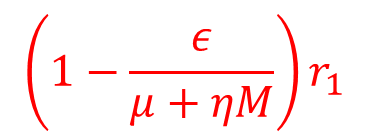 (1 − ϵ/(μ + ηM)) r₁